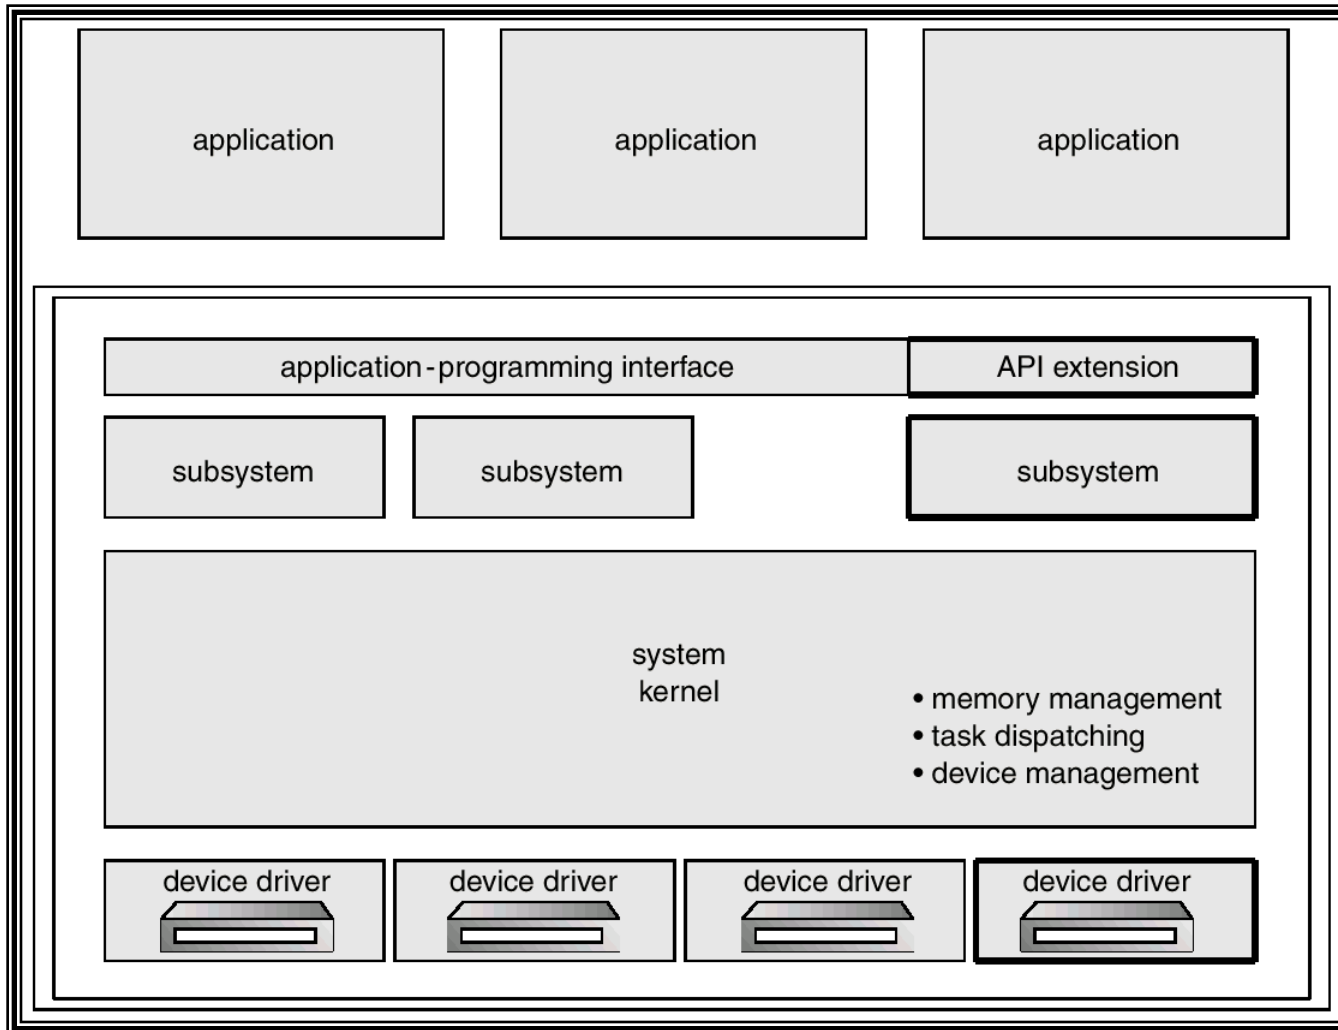 application
application
application
application-programming interface
API extension
subsystem
subsystem
subsystem
system
kernel
• memory management
• task dispatching
• device management
device driver
device driver
device driver
device driver